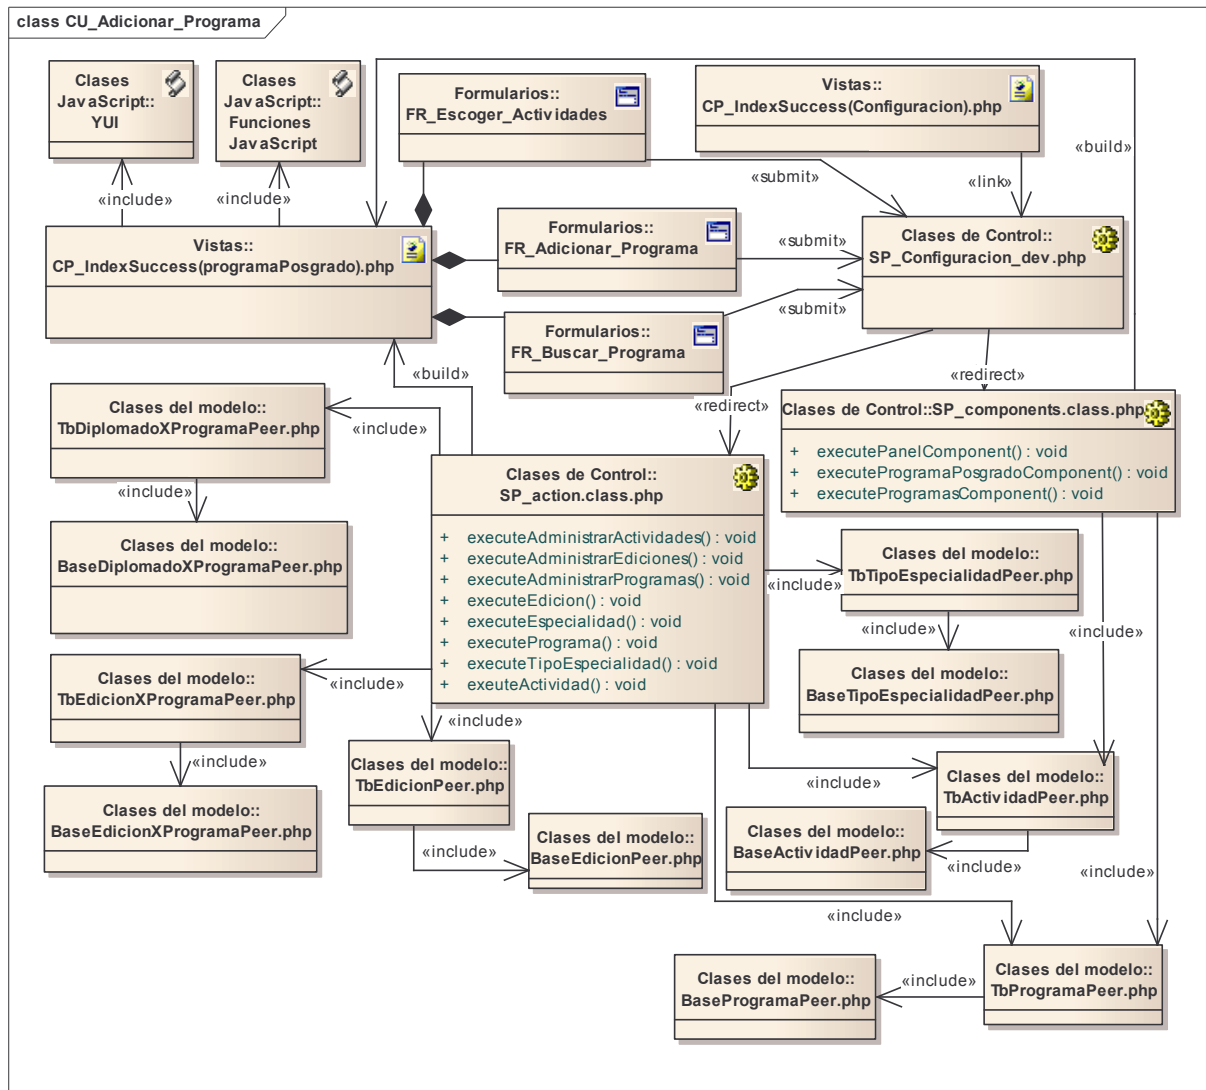 class CU_Adicionar_Programa
Clases
JavaScript::
YUI
Clases
JavaScript::
Funciones
JavaScript
Formularios::
FR_Escoger_Actividades
Vistas::
CP_IndexSuccess(Configuracion).php
«build»
«include»
«include»
«submit»
«link»
Vistas::
CP_IndexSuccess(programaPosgrado).php
Formularios::
FR_Adicionar_Programa
«submit»
Clases de Control::
SP_Configuracion_dev.php
«submit»
Formularios::
FR_Buscar_Programa
«build»
«redirect»
«redirect»
Clases del modelo::
TbDiplomadoXProgramaPeer.php
«include»
Clases de Control::SP_components.class.php
+ executePanelComponent() : void
+ executeProgramaPosgradoComponent() : void
+ executeProgramasComponent() : void
«include»
Clases de Control::
SP_action.class.php
+ executeAdministrarActividades() : void
+ executeAdministrarEdiciones() : void
+ executeAdministrarProgramas() : void
+ executeEdicion() : void
+ executeEspecialidad() : void
+ executePrograma() : void
+ executeTipoEspecialidad() : void
+ exeuteActividad() : void
Clases del modelo::
BaseDiplomadoXProgramaPeer.php
«include»
Clases del modelo::
TbTipoEspecialidadPeer.php
«include»
«include»
Clases del modelo::
TbEdicionXProgramaPeer.php
«include»
Clases del modelo::
BaseTipoEspecialidadPeer.php
«include»
«include»
Clases del modelo::
TbEdicionPeer.php
«include»
Clases del modelo::
TbActividadPeer.php
Clases del modelo::
BaseEdicionXProgramaPeer.php
«include»
Clases del modelo::
BaseEdicionPeer.php
Clases del modelo::
BaseActividadPeer.php
«include»
«include»
«include»
Clases del modelo::
BaseProgramaPeer.php
«include»
Clases del modelo::
TbProgramaPeer.php